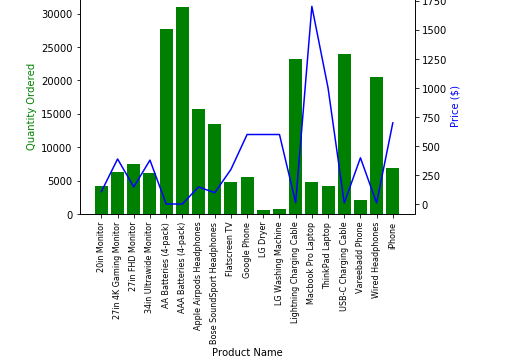 30000
25000
20000
15000
10000
5000
0
Quantity Ordered
1750
1500
1250
1000
750
500
250
0
Price ($)
20in Monitor
27in 4K Gaming Monitor
27in FHD Monitor
34in Ultrawide Monitor
AA Batteries (4-pack)
AAA Batteries (4-pack)
Apple Airpods Headphones
Bose SoundSport Headphones
Flatscreen TV
Google Phone
LG Dryer
LG Washing Machine
Lightning Charging Cable
Macbook Pro Laptop
ThinkPad Laptop
USB-C Charging Cable
Vareebadd Phone
Wired Headphones
iPhone
Product Name